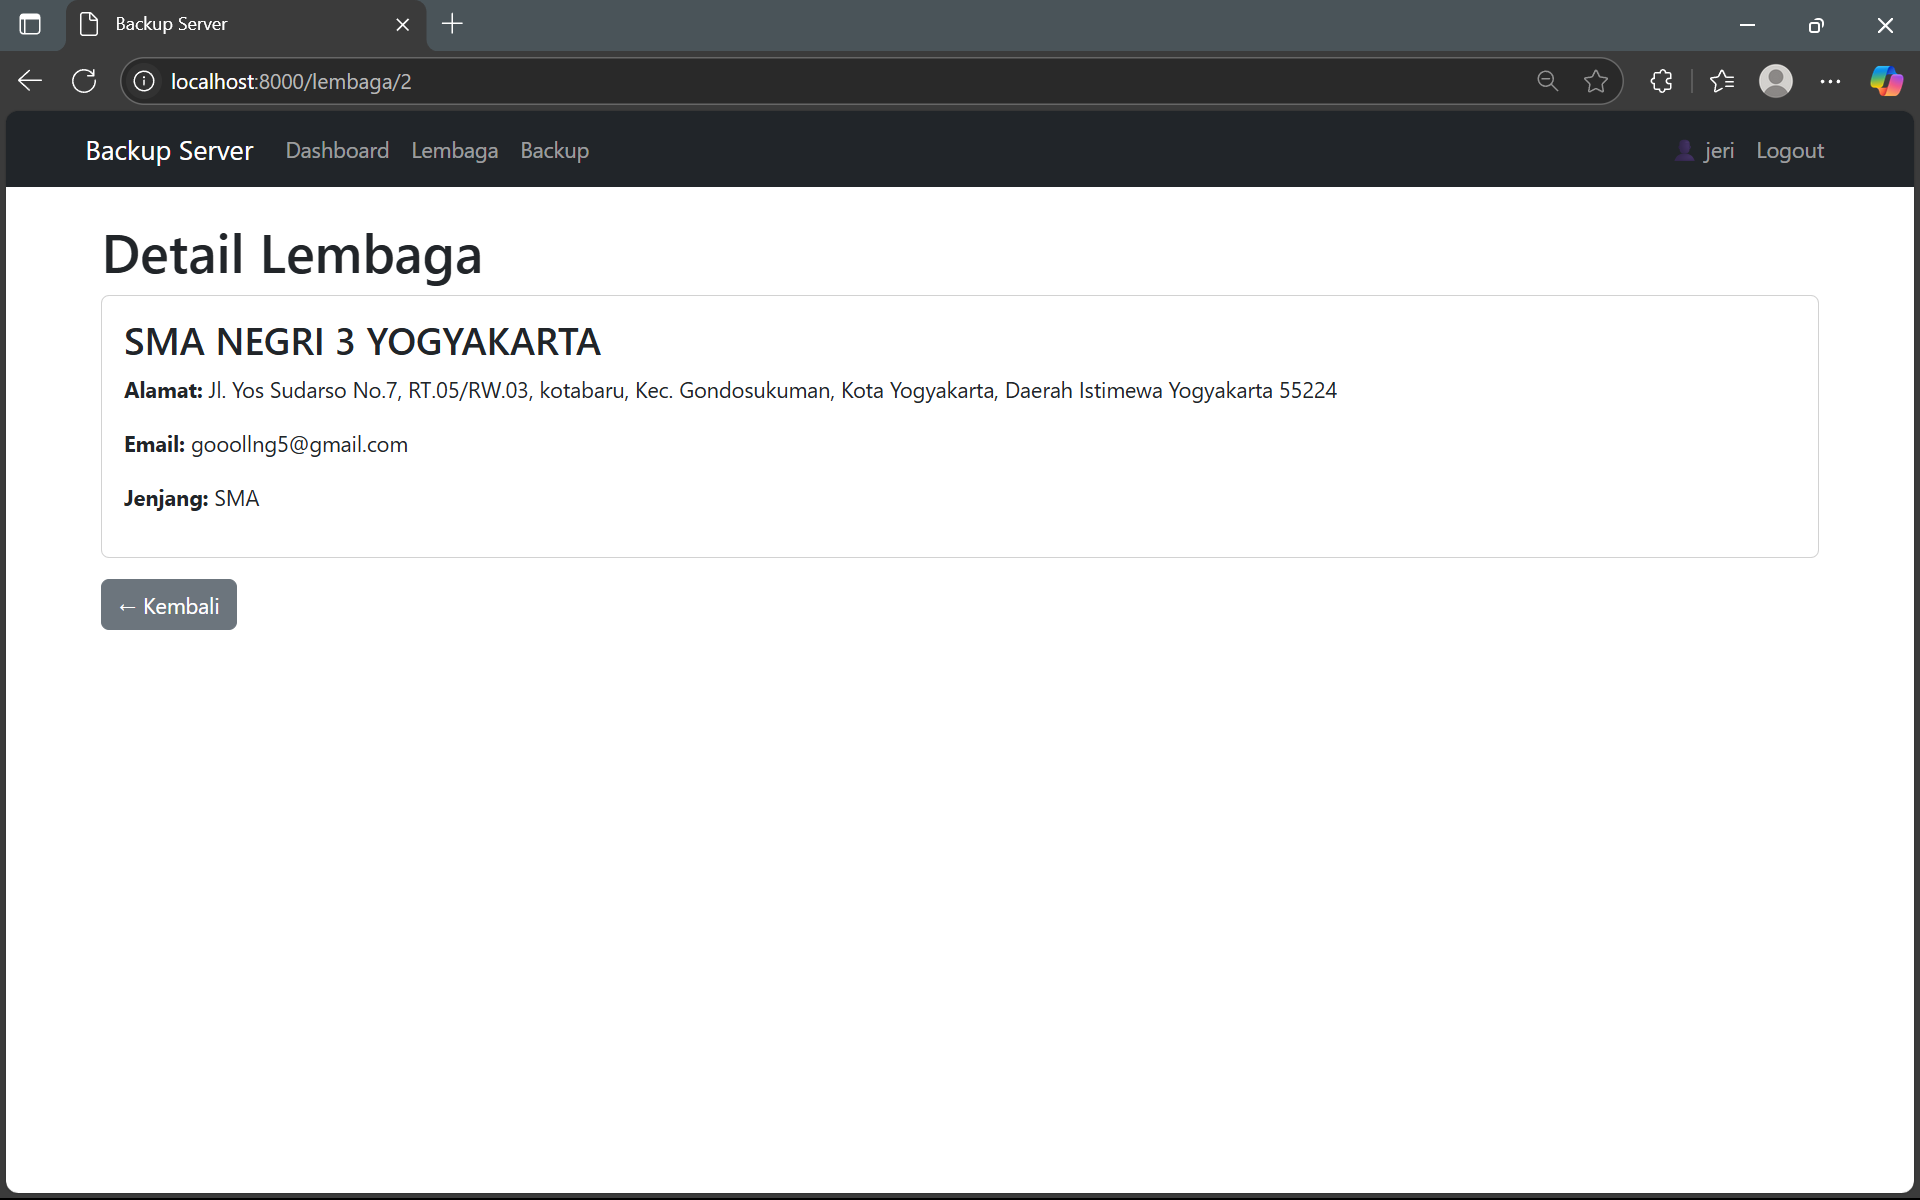 Backup Server
localhost:8000/lembaga/2
Backup Server Dashboard Lembaga Backup jeri Logout
Detail Lembaga
SMA NEGRI 3 YOGYAKARTA
Alamat: Jl. Yos Sudarso No.7, RT.05/RW.03, kotabaru, Kec. Gondosukuman, Kota Yogyakarta, Daerah Istimewa Yogyakarta 55224
Email: gooollng5@gmail.com
Jenjang: SMA
← Kembali